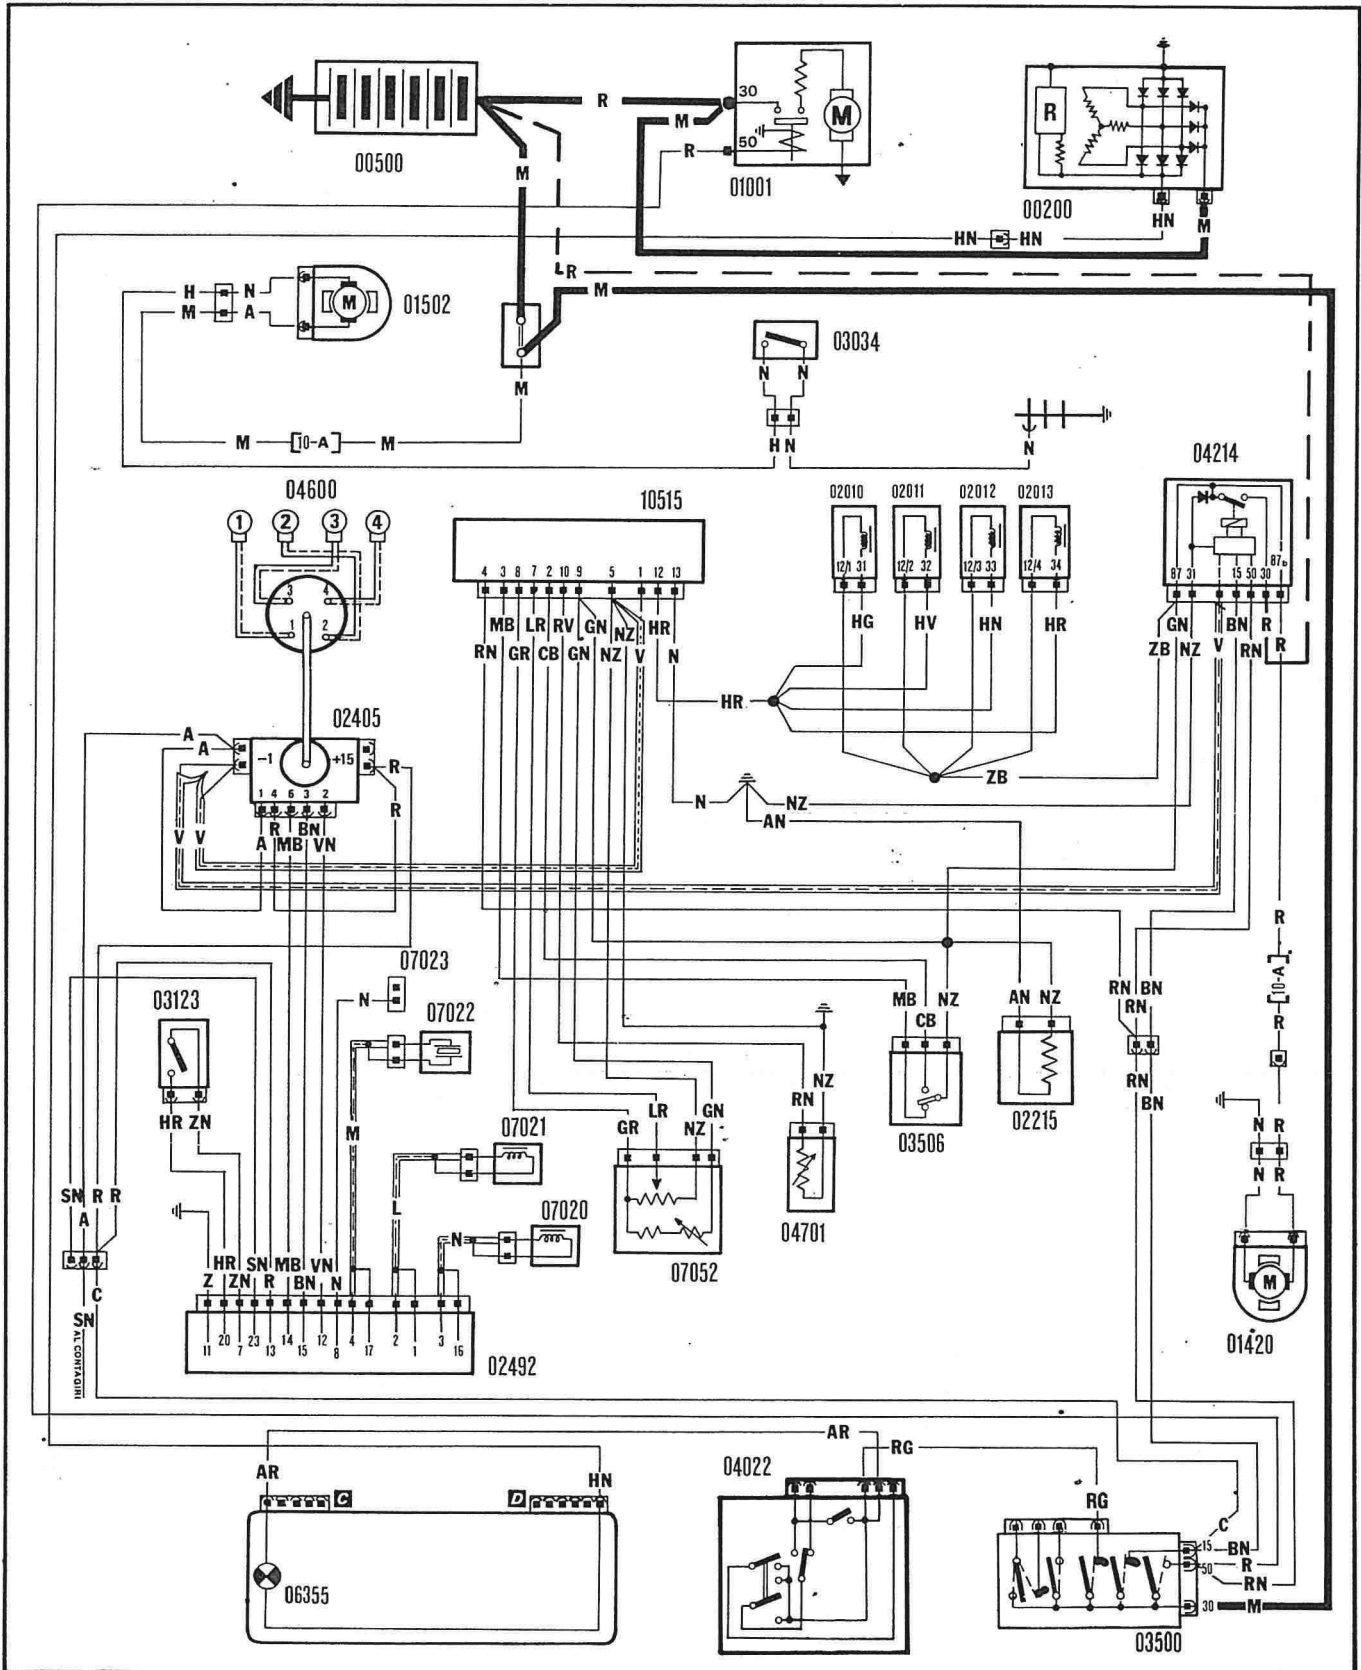 R
30
M
M
50
R
00500
01001
M
R
00200
HN
M
HN
HN
R
M
H
N
M
A
M
01502
03034
N
N
M
M
10-A
M
H
N
N
04214
04600
10515
02010
02011
02012
02013
1
2
3
4
3
4
1
2
4
3
8
7
2
10
9
5
1
12
13
12/1
31
12/2
32
12/3
33
12/4
34
87
31
15
50
30
87b
RN
MB
GR
LR
CB
RV
GN
GN
NZ
NZ
V
HR
N
HG
HV
HN
HR
ZB
GN
NZ
V
BN
RN
R
R
HR
02405
A
A
-1
+15
R
R
1
4
6
3
2
A
R
MB
BN
VN
V
V
ZB
N
NZ
AN
R
10-A
R
07023
N
07022
03123
HR
ZN
M
MB
CB
NZ
AN
NZ
RN
RN
BN
RN
BN
07021
L
GR
LR
NZ
GN
RN
NZ
03506
02215
N
R
N
R
SN
A
R
R
07020
N
04701
07052
M
01420
Z
HR
ZN
SN
R
MB
BN
VN
N
C
SN
AL CONTAGIRI
11
20
7
23
13
14
15
12
8
4
17
2
1
3
16
02492
AR
AR
RG
04022
C
D
HN
RG
C
15
BN
50
R
RN
06355
30
M
03500